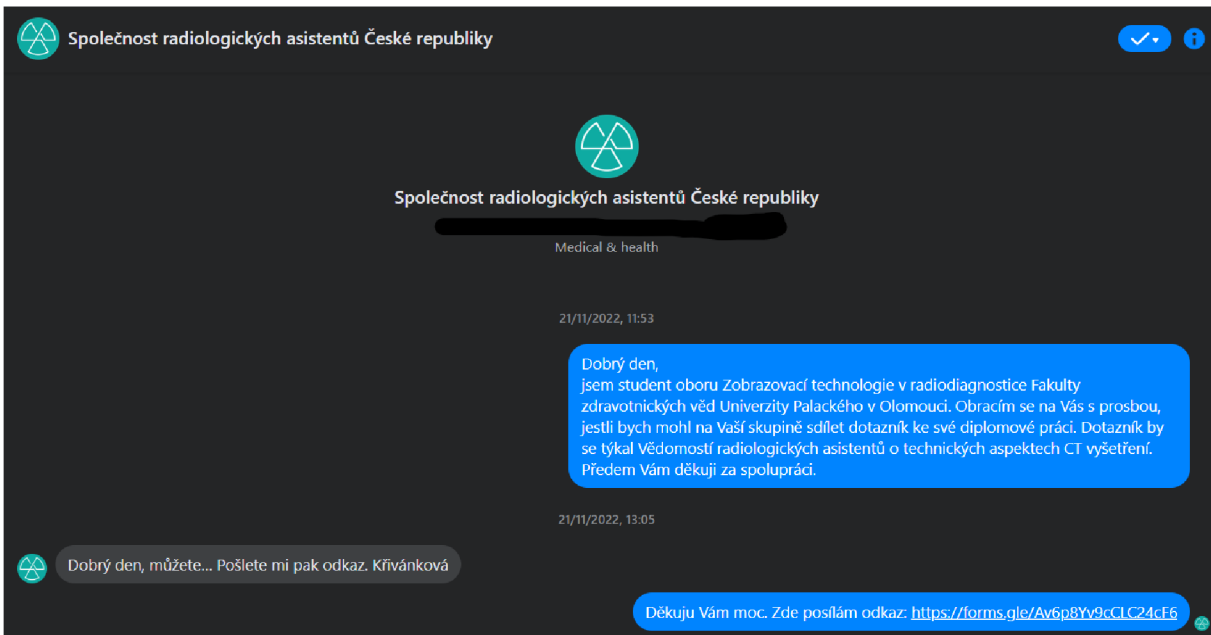 Společnost radiologických asistentů České republiky
Společnost radiologických asistentů České republiky
Medical & health
21/11/2022, 11:53
Dobrý den,
jsem student oboru Zobrazovací technologie v radiodiagnostice Fakulty
zdravotnických věd Univerzity Palackého v Olomouci. Obracím se na Vás s prosbou,
jestli bych mohl na Vaší skupině sdílet dotazník ke své diplomové práci. Dotazník by
se týkal Vědomostí radiologických asistentů o technických aspektech CT vyšetření.
Předem Vám děkuji za spolupráci.
21/11/2022, 13:05
Dobrý den, můžete... Pošlete mi pak odkaz. Křivánková
Děkuju Vám moc. Zde posílám odkaz: https://forms.gle/Av6p8Yv9cCLC24cF6